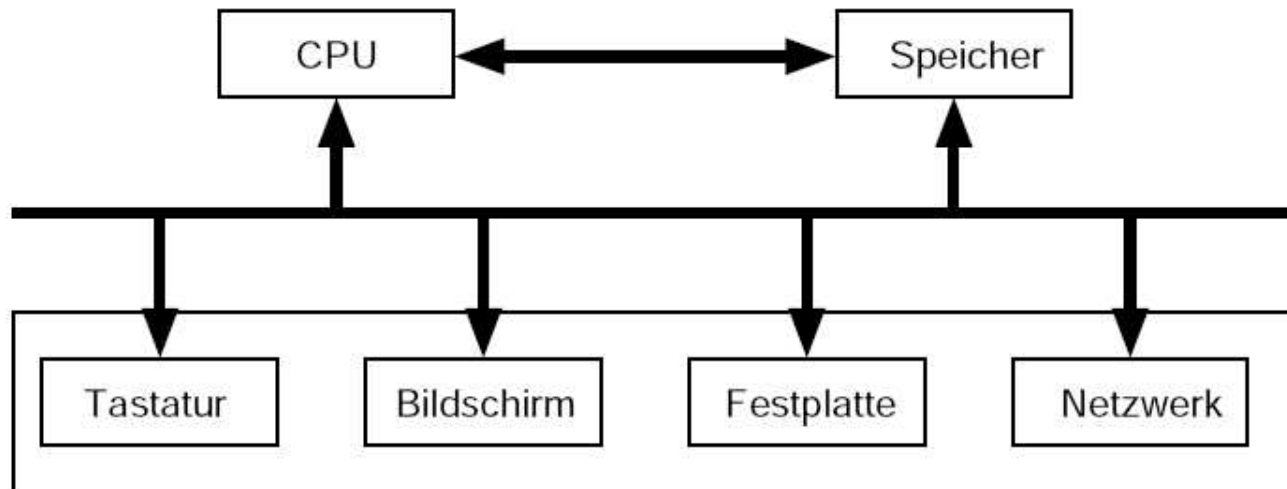 CPU
Speicher
Tastatur
Bildschirm
Festplatte
Netzwerk